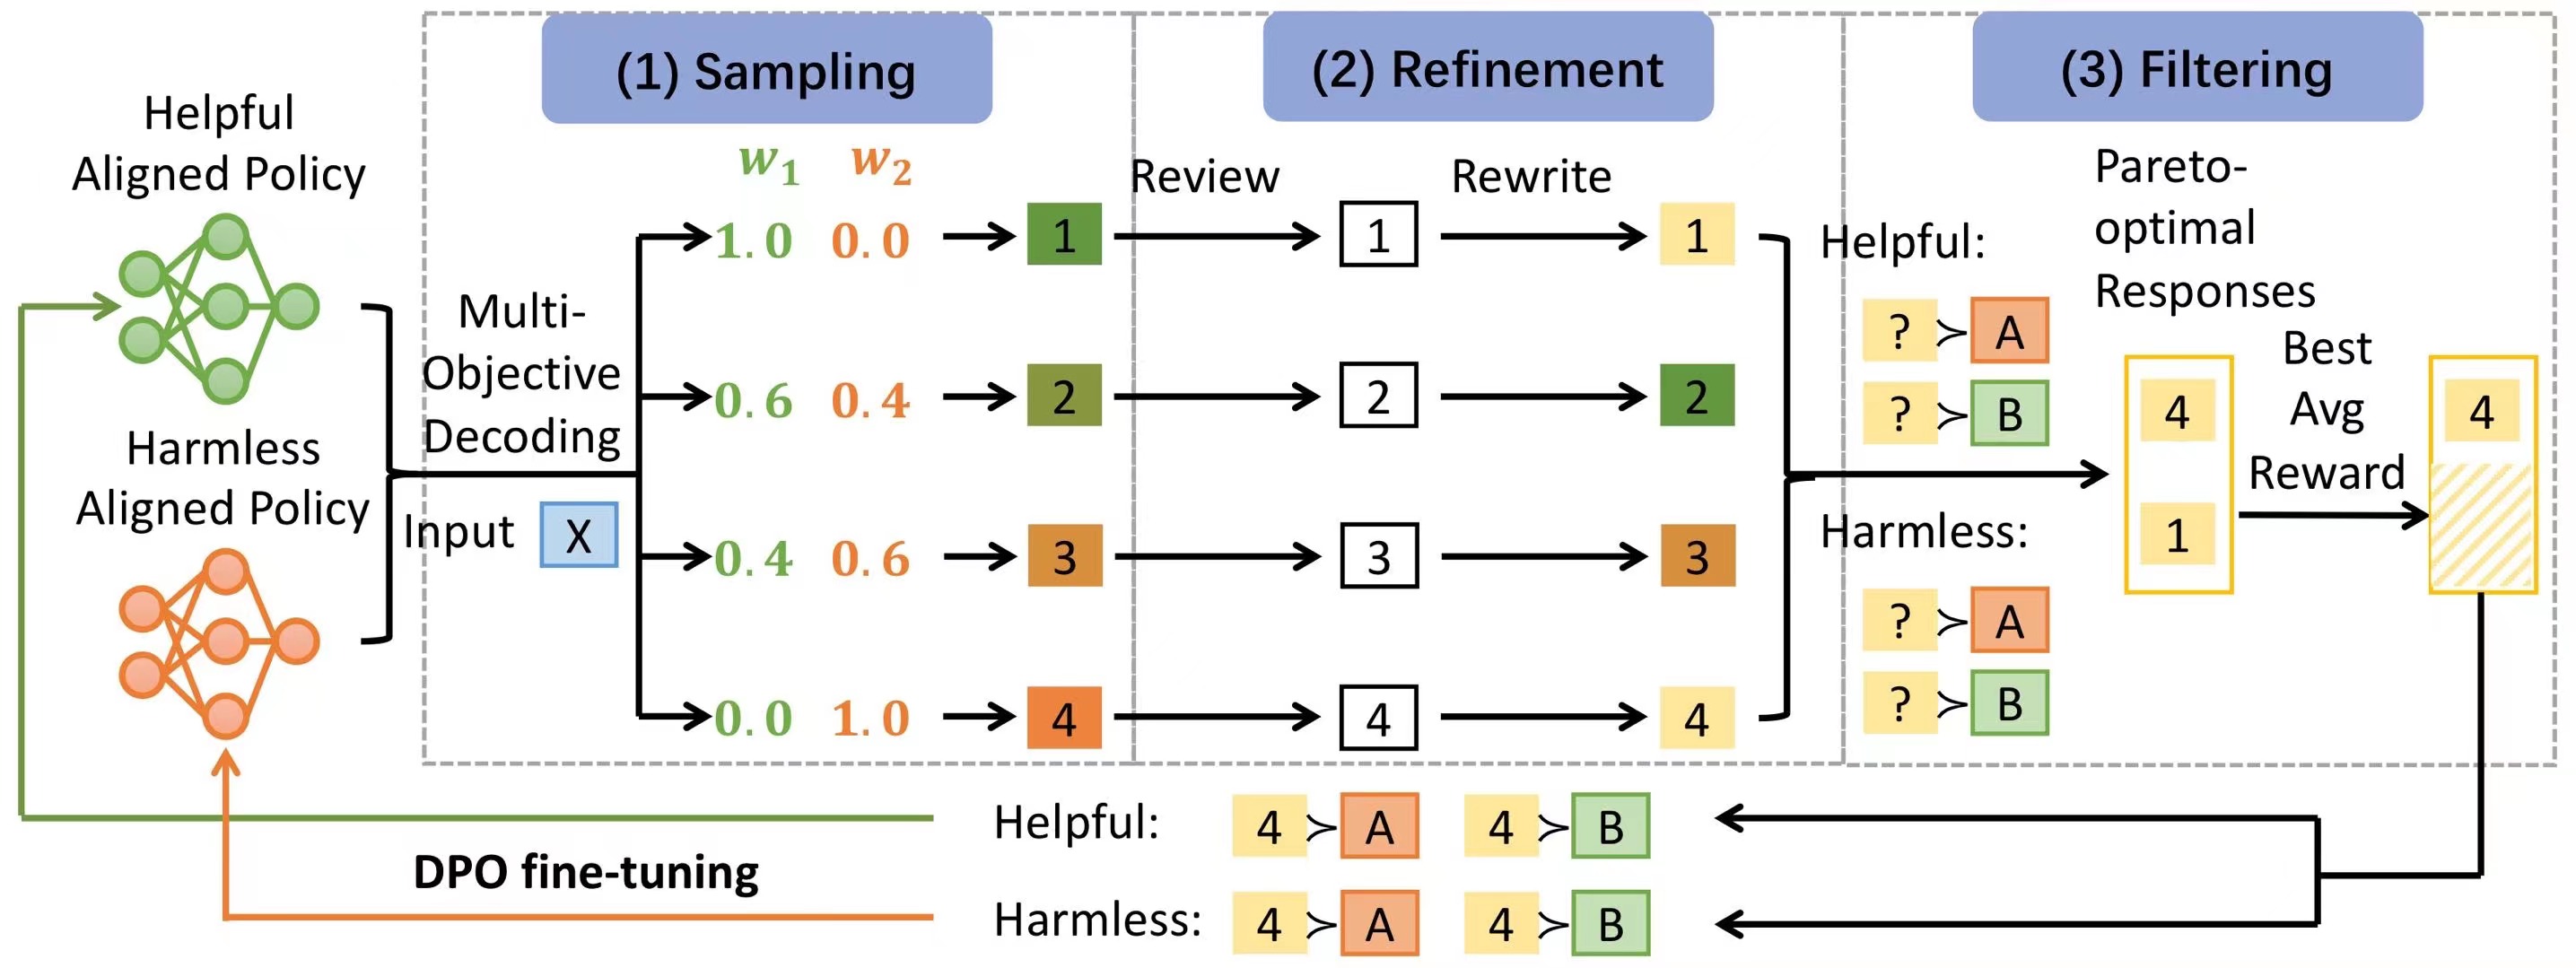 (1) Sampling
(2) Refinement
(3) Filtering
Helpful
Aligned Policy
Harmless
Aligned Policy
Multi-
Objective
Decoding
Input X
w₁ w₂
1.0 0.0 1
0.6 0.4 2
0.4 0.6 3
0.0 1.0 4
Review Rewrite
1 1
2 2
3 3
4 4
Helpful:
? ≻ A
? ≻ B
Harmless:
? ≻ A
? ≻ B
Pareto-
optimal
Responses
4
1
Best
Avg
Reward
4
DPO fine-tuning
Helpful: 4 ≻ A 4 ≻ B
Harmless: 4 ≻ A 4 ≻ B